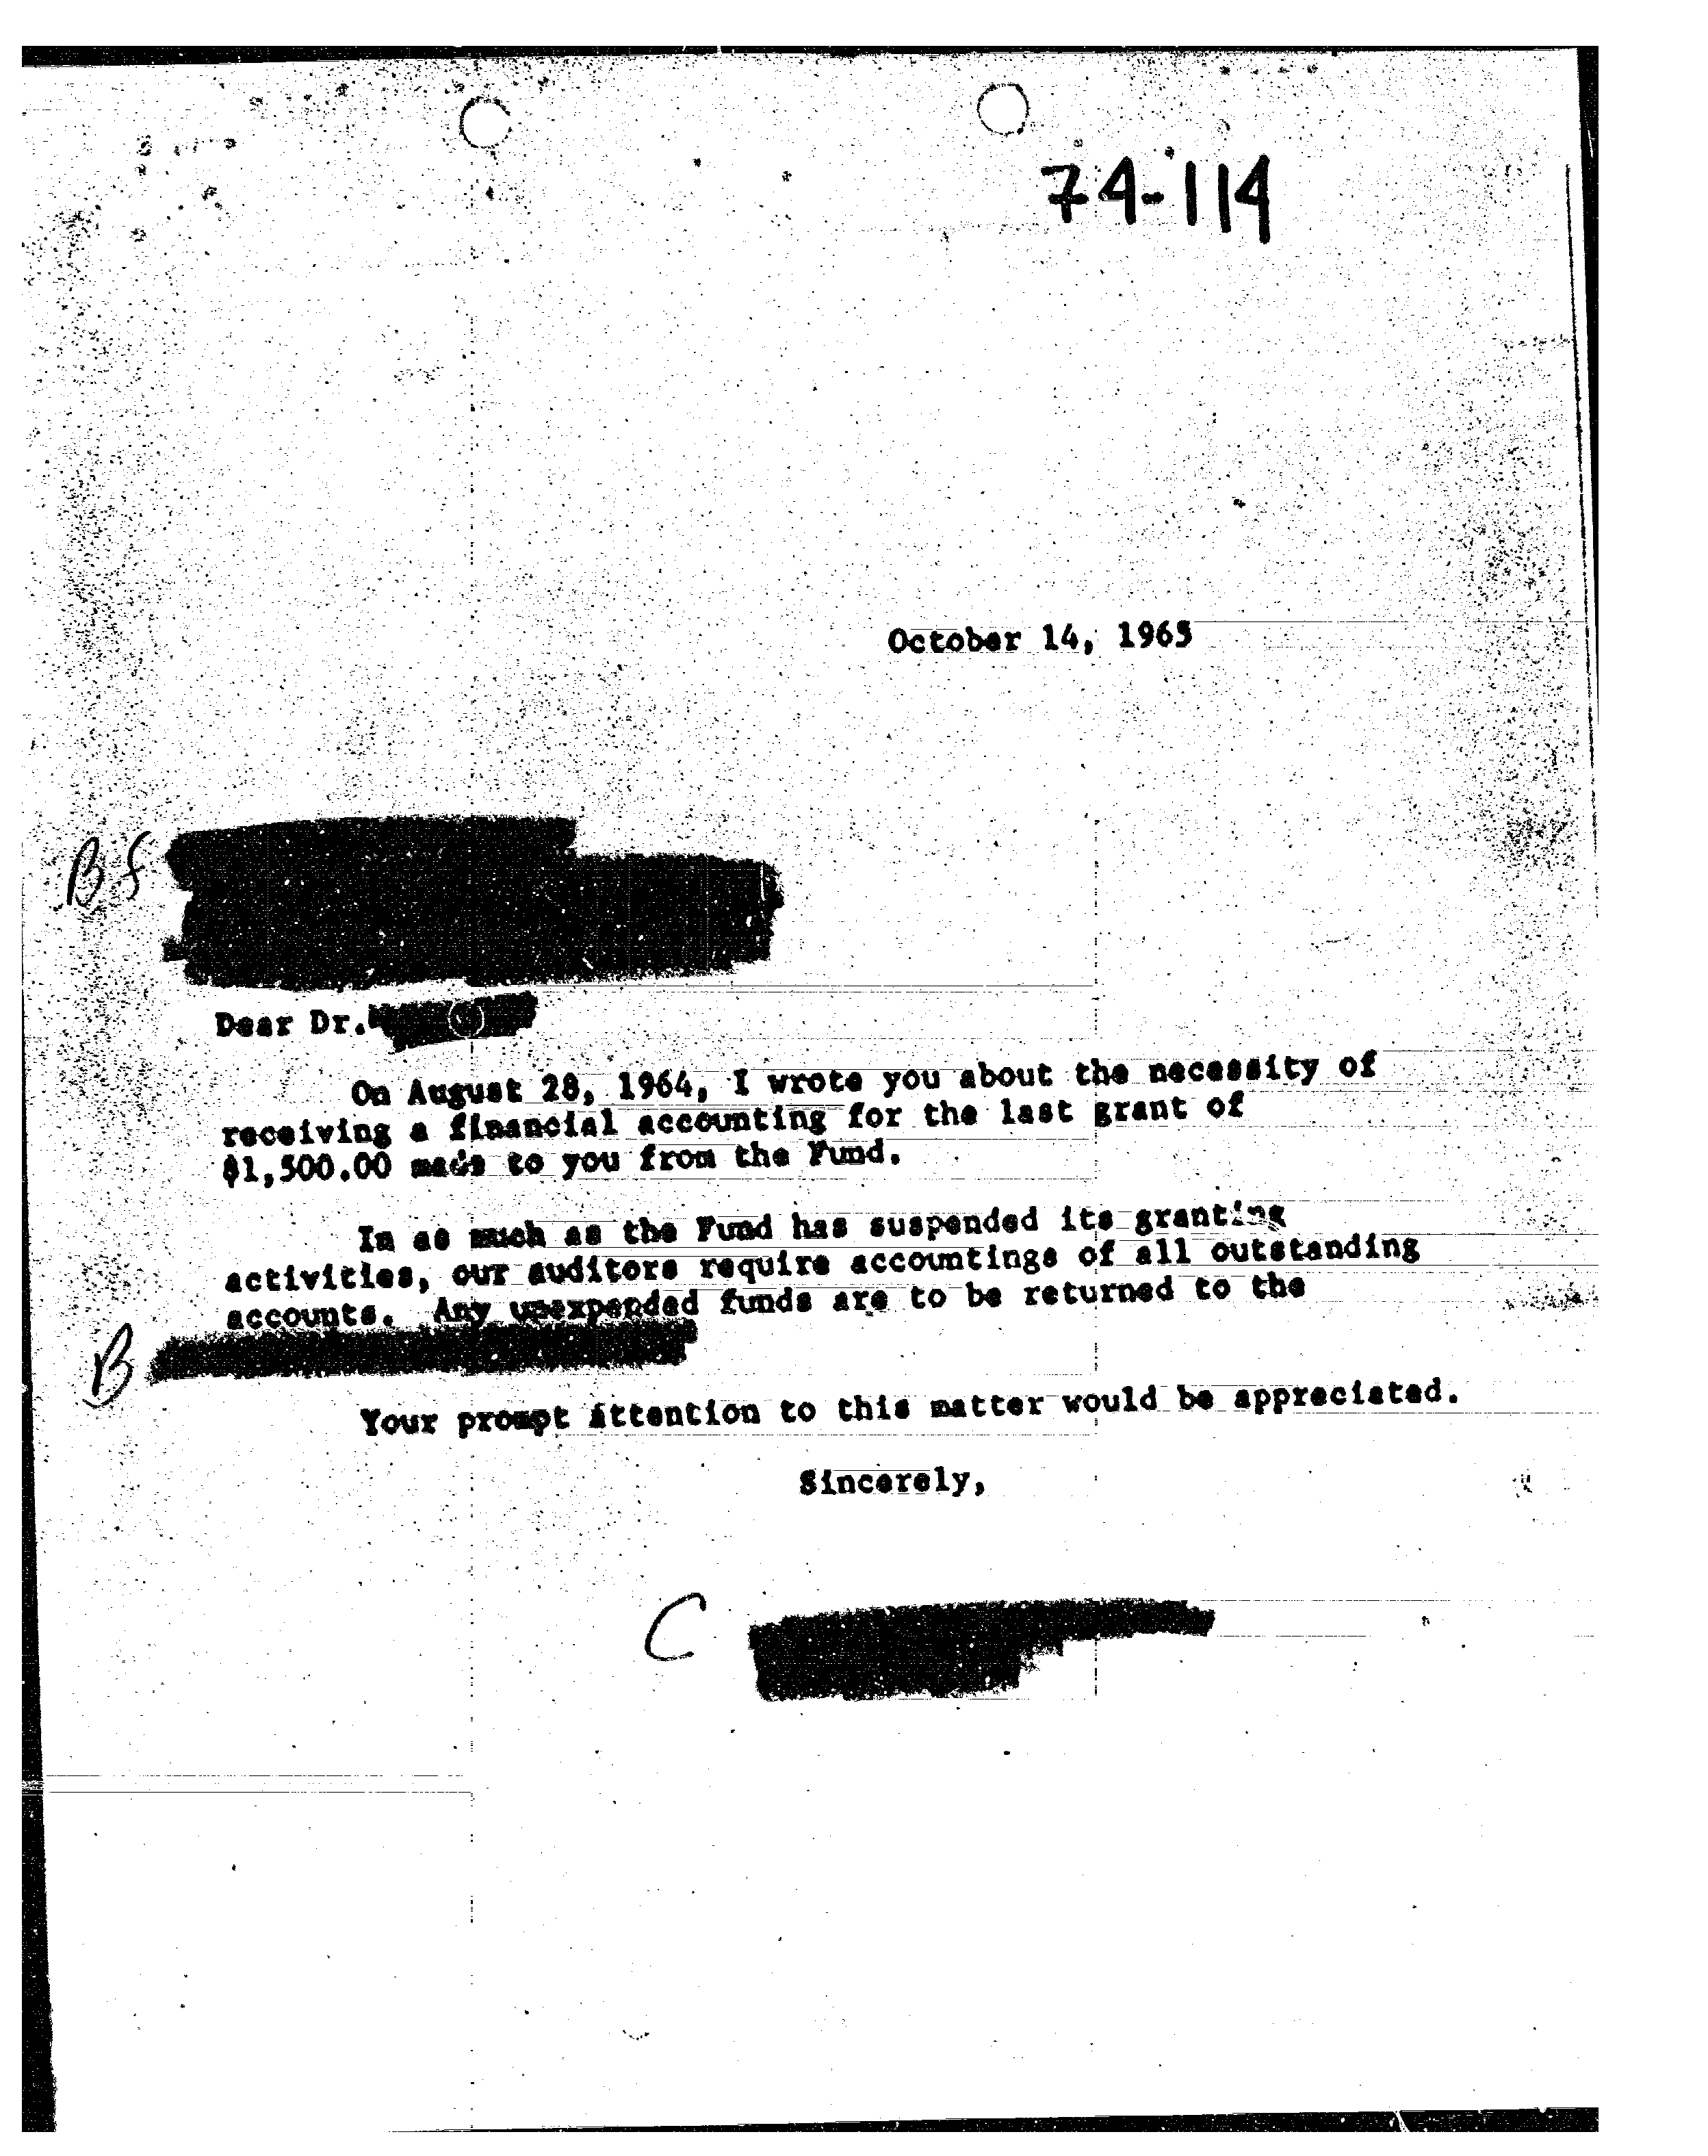 74-114
October 14, 1965
B f
Dear Dr.
On August 28, 1964, I wrote you about the necessity of
receiving a financial accounting for the last grant of
$1,500.00 made to you from the Fund.
In as much as the Fund has suspended its granting
activities, our auditors require accountings of all outstanding
accounts. Any unexpended funds are to be returned to the
B
Your prompt attention to this matter would be appreciated.
Sincerely,
C